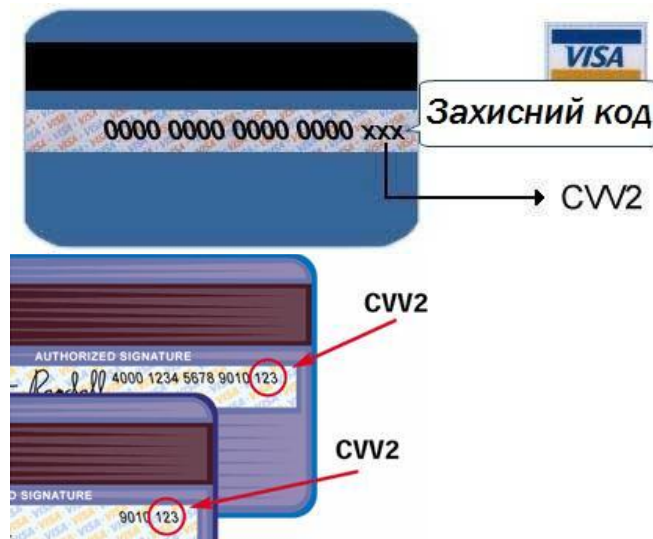 VISA
Захисний код
0000 0000 0000 0000 xxx
CVV2
CVV2
AUTHORIZED SIGNATURE
4000 1234 5678 9010 123
CVV2
D SIGNATURE
9010 123